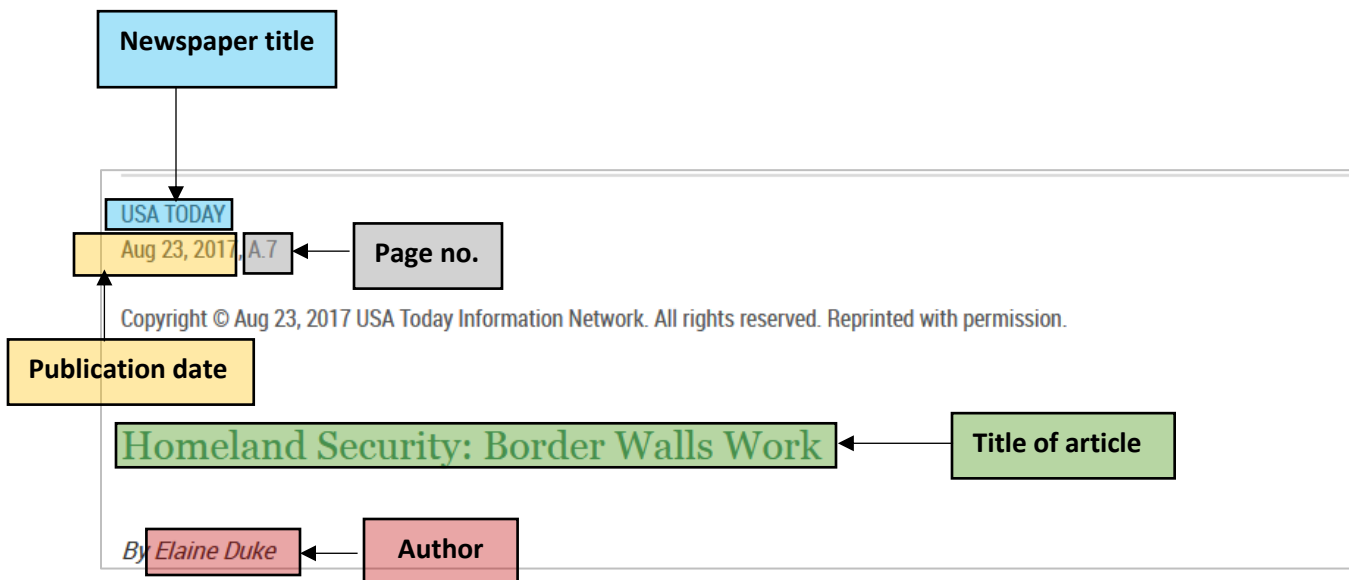 Newspaper title
USA TODAY
Aug 23, 2017, A.7
Page no.
Copyright © Aug 23, 2017 USA Today Information Network. All rights reserved. Reprinted with permission.
Publication date
Homeland Security: Border Walls Work
Title of article
By Elaine Duke
Author